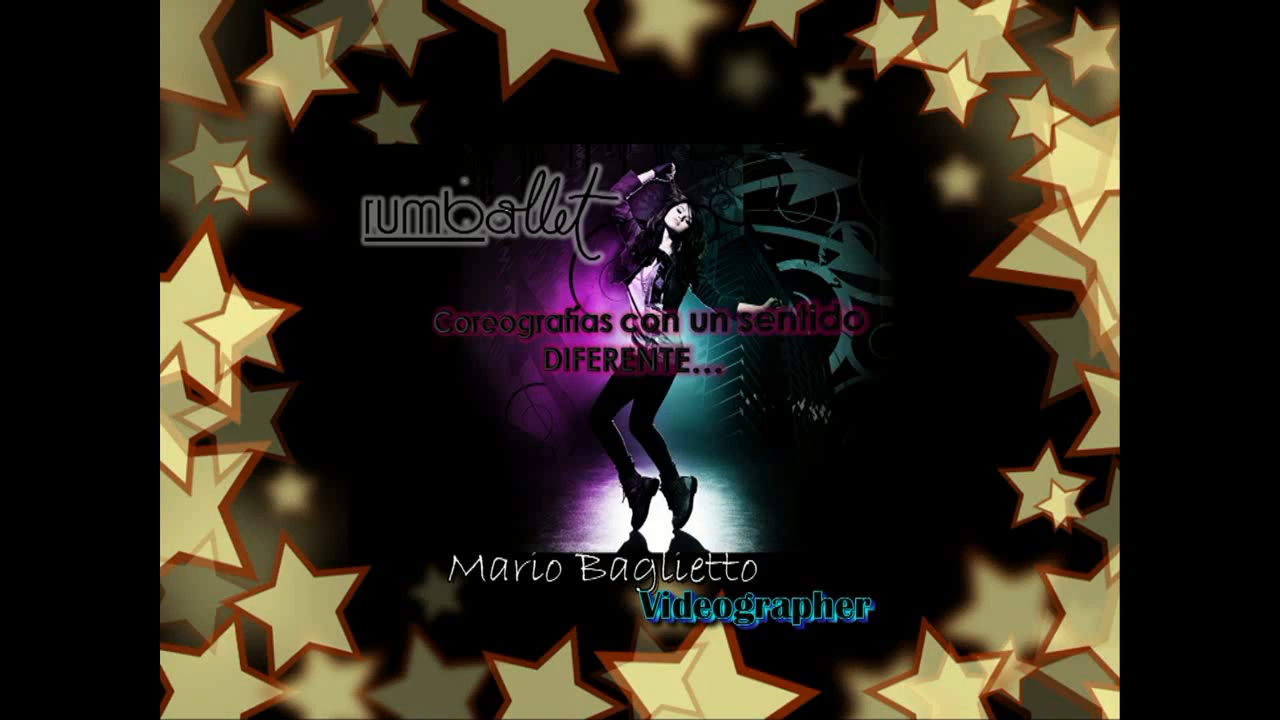 rumballet
Coreografías con un sentido
DIFERENTE...
Mario Baglietto
Videographer